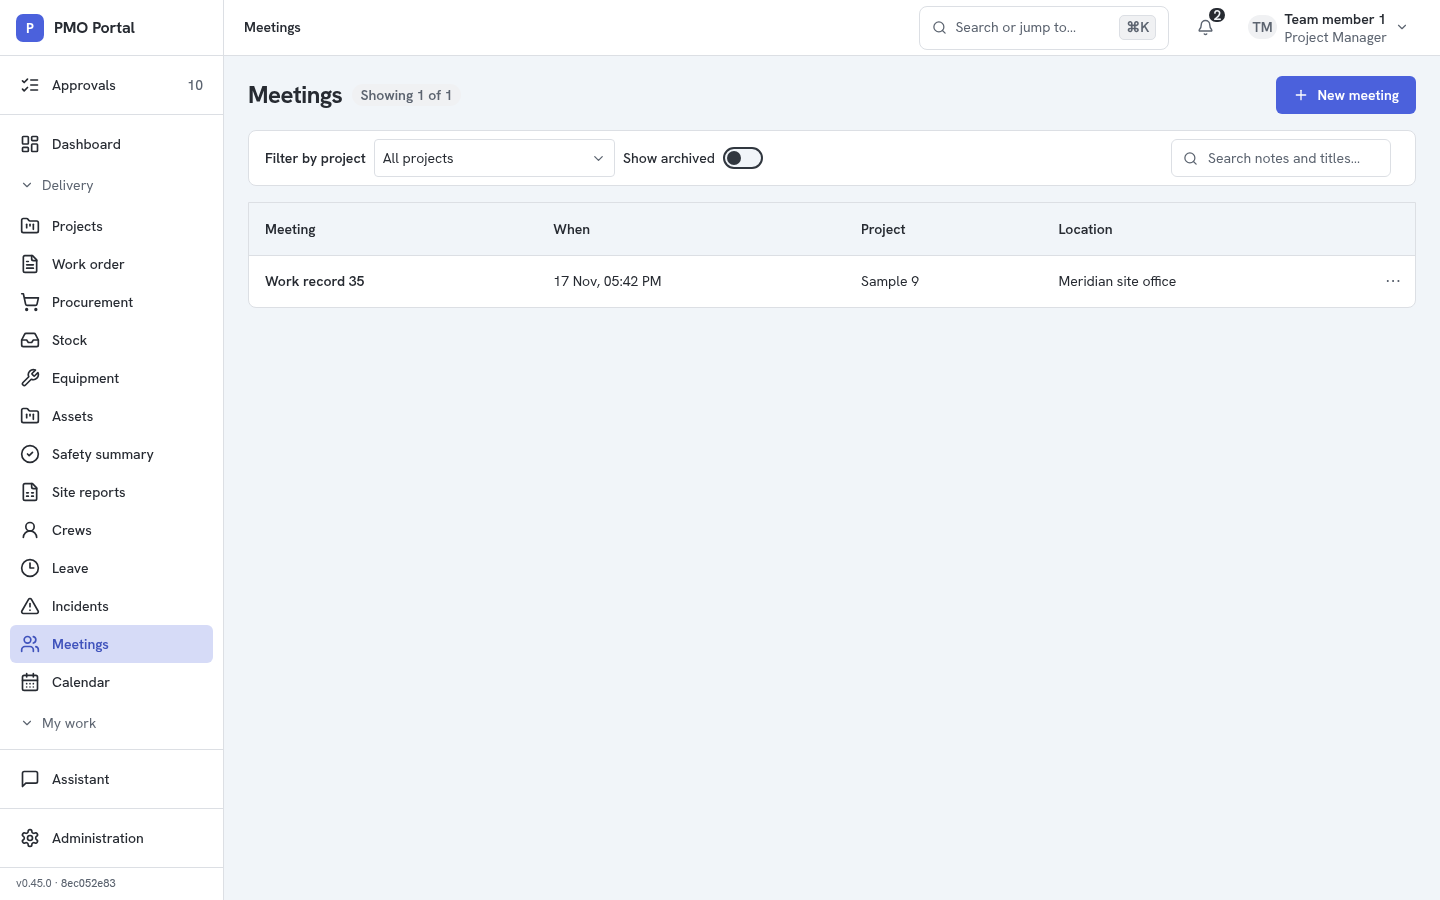 P
PMO Portal
Meetings
Search or jump to...
⌘K
2
TM
Team member 1
Project Manager
Approvals
10
Dashboard
Delivery
Projects
Work order
Procurement
Stock
Equipment
Assets
Safety summary
Site reports
Crews
Leave
Incidents
Meetings
Calendar
My work
Assistant
Administration
v0.45.0 · 8ec052e83
Meetings
Showing 1 of 1
New meeting
Filter by project
All projects
Show archived
Search notes and titles...
Meeting When Project Location
Work record 35 17 Nov, 05:42 PM Sample 9 Meridian site office